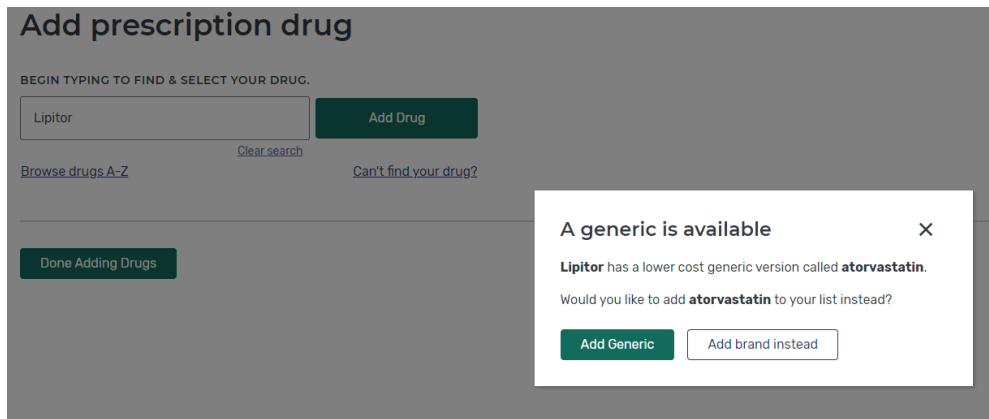 Add prescription drug
BEGIN TYPING TO FIND & SELECT YOUR DRUG.
Lipitor
Add Drug
Clear search
Browse drugs A-Z
Can't find your drug?
Done Adding Drugs
A generic is available
Lipitor has a lower cost generic version called atorvastatin.
Would you like to add atorvastatin to your list instead?
Add Generic
Add brand instead